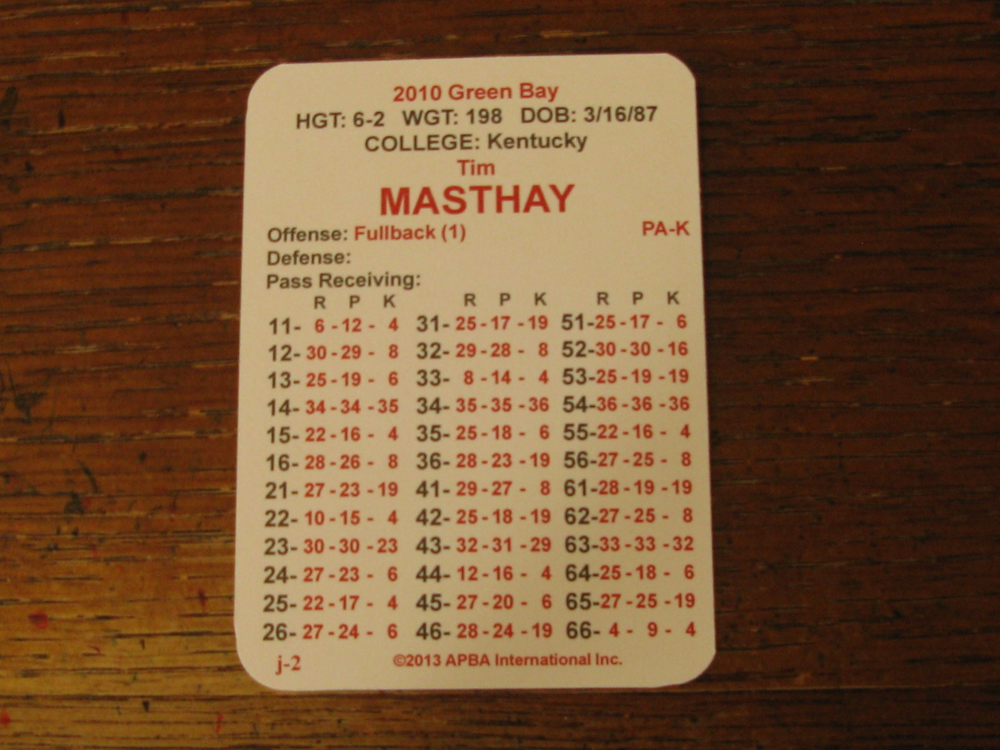 2010 Green Bay
HGT: 6-2 WGT: 198 DOB: 3/16/87
COLLEGE: Kentucky
Tim
MASTHAY
Offense: Fullback (1) PA-K
Defense:
Pass Receiving:
R P K R P K R P K
11- 6 - 12 - 4 31- 25 - 17 - 19 51- 25 - 17 - 6
12- 30 - 29 - 8 32- 29 - 28 - 8 52- 30 - 30 - 16
13- 25 - 19 - 6 33- 8 - 14 - 4 53- 25 - 19 - 19
14- 34 - 34 - 35 34- 35 - 35 - 36 54- 36 - 36 - 36
15- 22 - 16 - 4 35- 25 - 18 - 6 55- 22 - 16 - 4
16- 28 - 26 - 8 36- 28 - 23 - 19 56- 27 - 25 - 8
21- 27 - 23 - 19 41- 29 - 27 - 8 61- 28 - 19 - 19
22- 10 - 15 - 4 42- 25 - 18 - 19 62- 27 - 25 - 8
23- 30 - 30 - 23 43- 32 - 31 - 29 63- 33 - 33 - 32
24- 27 - 23 - 6 44- 12 - 16 - 4 64- 25 - 18 - 6
25- 22 - 17 - 4 45- 27 - 20 - 6 65- 27 - 25 - 19
26- 27 - 24 - 6 46- 28 - 24 - 19 66- 4 - 9 - 4
j-2 ©2013 APBA International Inc.